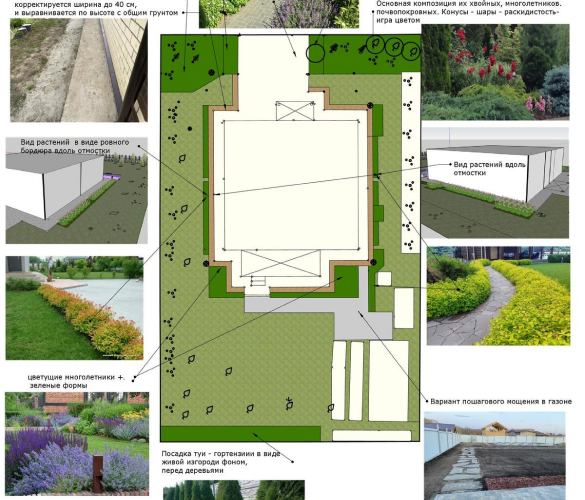 корректируется ширина до 40 см,
и выравнивается по высоте с общим грунтом
Основная композиция их хвойных, многолетников.
почвопокровных. Конусы - шары - раскидистость-
игра цветом
Вид растений в виде ровного
бордюра вдоль отмостки
Вид растений вдоль
отмостки
цветущие многолетники +.
зеленые формы
Вариант пошагового мощения в газоне
Посадка туи - гортензиии в виде
живой изгороди фоном,
перед деревьями